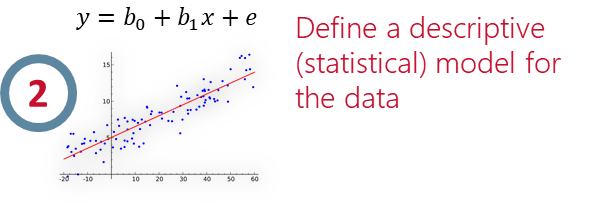 y = b₀ + b₁x + e
Define a descriptive
(statistical) model for
the data
2
15
10
5
-20 -10 10 20 30 40 50 60